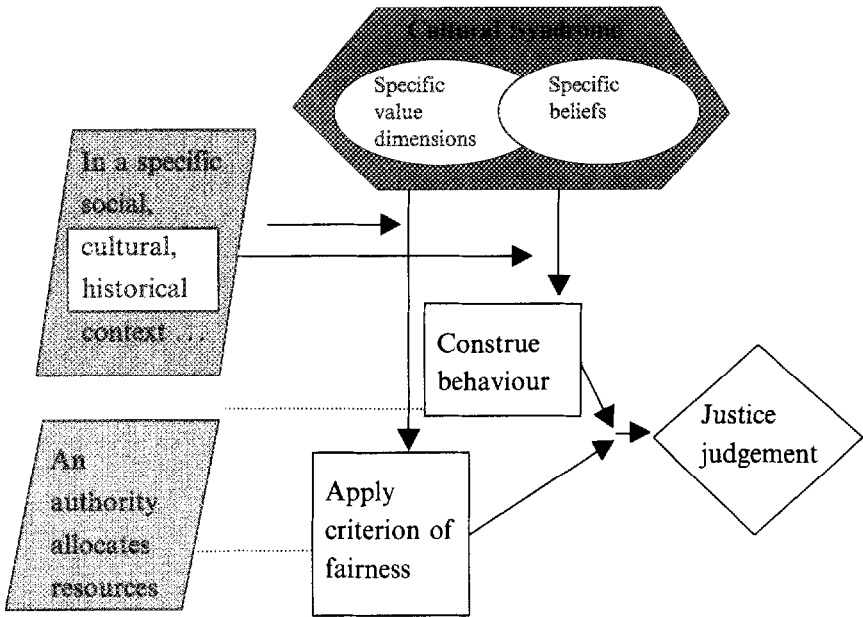 Cultural Syndrome
Specific
value
dimensions
Specific
beliefs
In a specific
social,
cultural,
historical
context ...
Construe
behaviour
Justice
judgement
An
authority
allocates
resources
Apply
criterion of
fairness